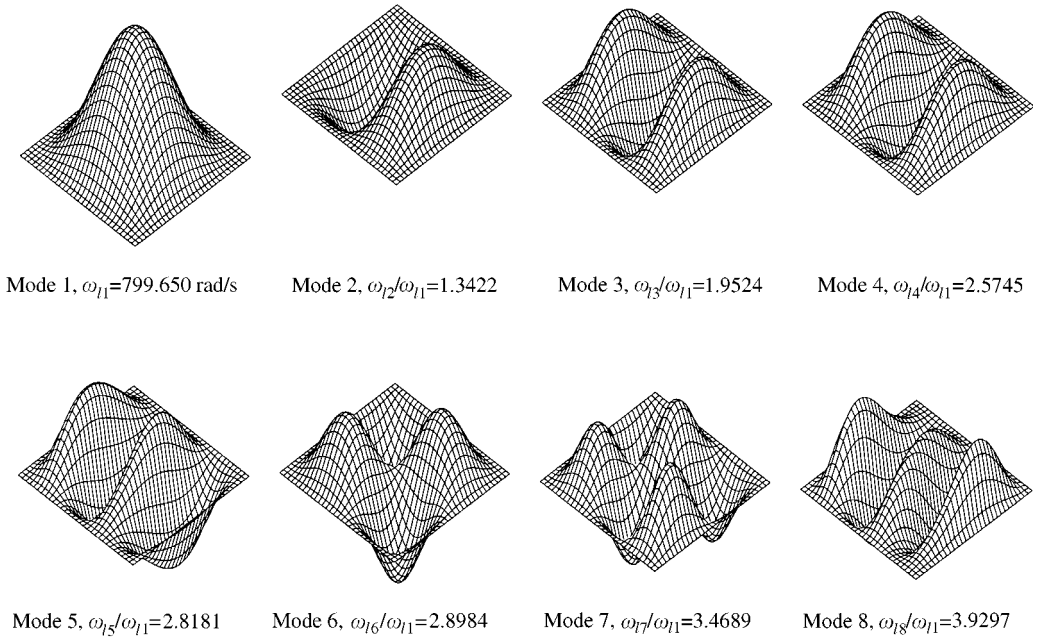 Mode 1, ωl1=799.650 rad/s
Mode 2, ωl2/ωl1=1.3422
Mode 3, ωl3/ωl1=1.9524
Mode 4, ωl4/ωl1=2.5745
Mode 5, ωl5/ωl1=2.8181
Mode 6, ωl6/ωl1=2.8984
Mode 7, ωl7/ωl1=3.4689
Mode 8, ωl8/ωl1=3.9297